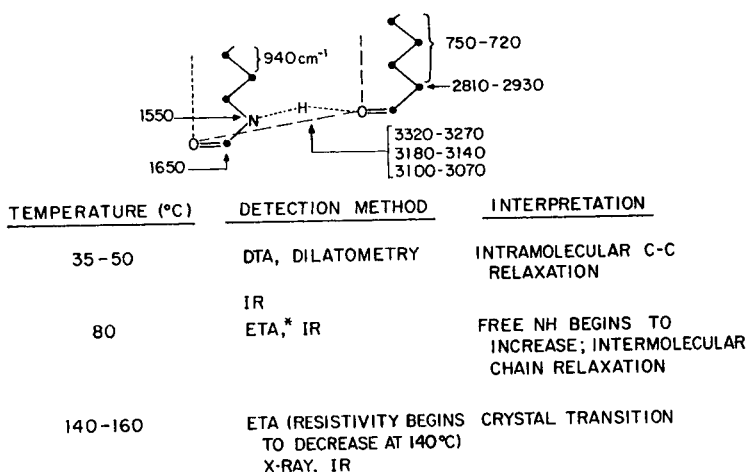 940cm⁻¹
750-720
2810-2930
1550
N
H
O
O
1650
3320-3270
3180-3140
3100-3070
TEMPERATURE (°C) DETECTION METHOD INTERPRETATION
35-50 DTA, DILATOMETRY INTRAMOLECULAR C-C
RELAXATION
IR
80 ETA,* IR FREE NH BEGINS TO
INCREASE; INTERMOLECULAR
CHAIN RELAXATION
140-160 ETA (RESISTIVITY BEGINS CRYSTAL TRANSITION
TO DECREASE AT 140°C)
X-RAY, IR